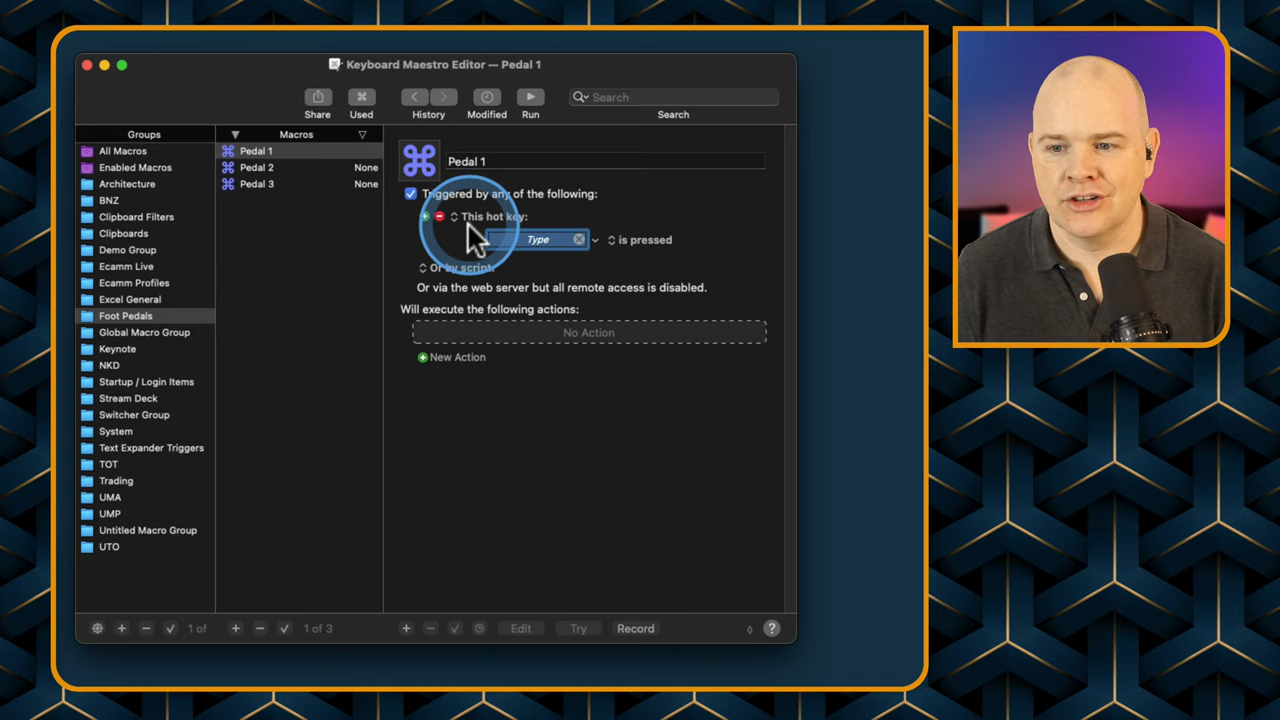 Keyboard Maestro Editor — Pedal 1
Share
Used
History
Modified
Run
Search
Search
Groups
Macros
All Macros
Enabled Macros
Architecture
BNZ
Clipboard Filters
Clipboards
Demo Group
Ecamm Live
Ecamm Profiles
Excel General
Foot Pedals
Global Macro Group
Keynote
NKD
Startup / Login Items
Stream Deck
Switcher Group
System
Text Expander Triggers
TOT
Trading
UMA
UMP
Untitled Macro Group
UTO
1 of
Pedal 1
Pedal 2 None
Pedal 3 None
1 of 3
Pedal 1
Triggered by any of the following:
This hot key:
Type is pressed
Or by script:
Or via the web server but all remote access is disabled.
Will execute the following actions:
No Action
New Action
Edit
Try
Record
?